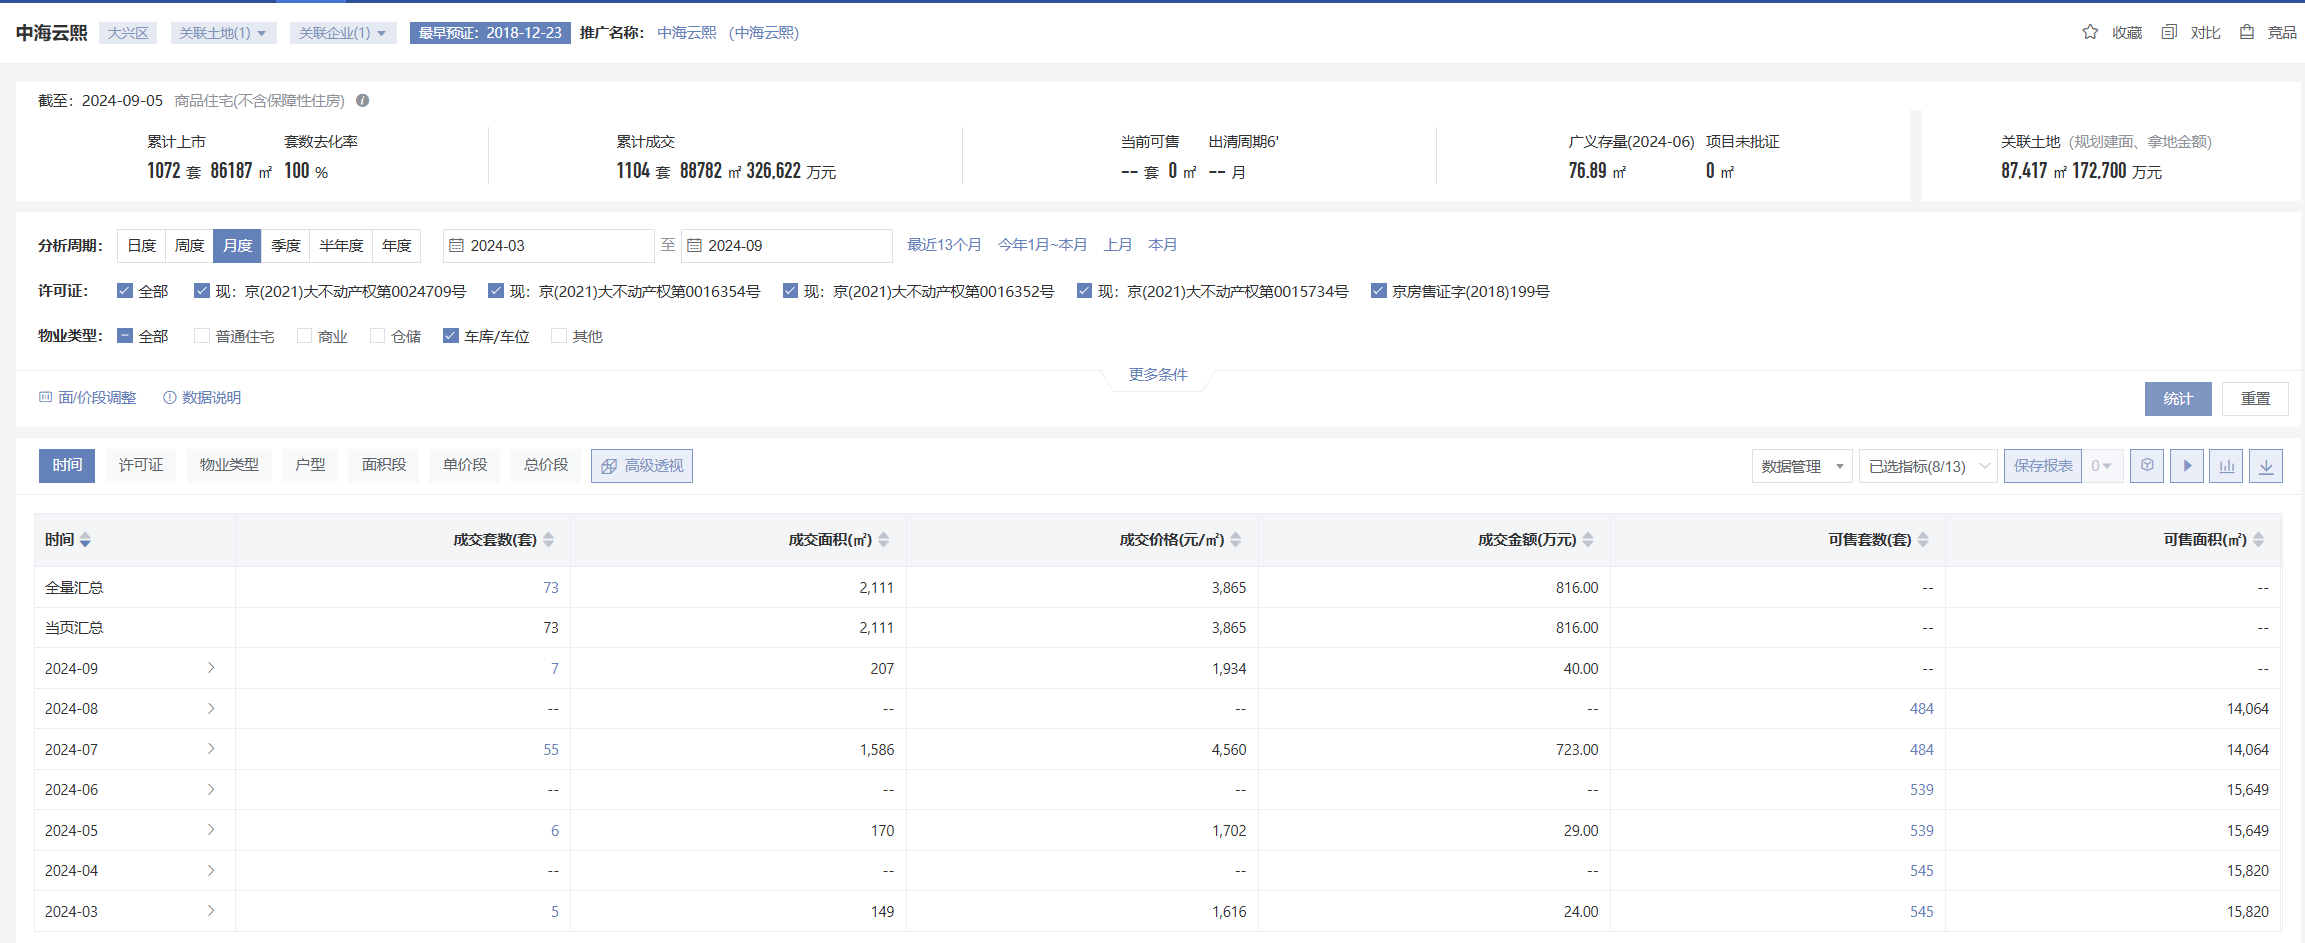 中海云熙 大兴区 关联土地(1) 关联企业(1) 最早预证：2018-12-23 推广名称： 中海云熙 (中海云熙) 收藏 对比 竞品
截至：2024-09-05 商品住宅(不含保障性住房)
累计上市 套数去化率 累计成交 当前可售 出清周期6' 广义存量(2024-06) 项目未批证 关联土地 (规划建面、拿地金额)
1072 套 86187 ㎡ 100 % 1104 套 88782 ㎡ 326,622 万元 -- 套 0 ㎡ -- 月 76.89 ㎡ 0 ㎡ 87,417 ㎡ 172,700 万元
分析周期： 日度 周度 月度 季度 半年度 年度 2024-03 至 2024-09 最近13个月 今年1月~本月 上月 本月
许可证： 全部 现：京(2021)大不动产权第0024709号 现：京(2021)大不动产权第0016354号 现：京(2021)大不动产权第0016352号 现：京(2021)大不动产权第0015734号 京房售证字(2018)199号
物业类型： 全部 普通住宅 商业 仓储 车库/车位 其他
更多条件
面/价段调整 数据说明 统计 重置
时间 许可证 物业类型 户型 面积段 单价段 总价段 高级透视 数据管理 已选指标(8/13) 保存报表 0
时间 成交套数(套) 成交面积(㎡) 成交价格(元/㎡) 成交金额(万元) 可售套数(套) 可售面积(㎡)
全量汇总 73 2,111 3,865 816.00 -- --
当页汇总 73 2,111 3,865 816.00 -- --
2024-09 7 207 1,934 40.00 -- --
2024-08 -- -- -- -- 484 14,064
2024-07 55 1,586 4,560 723.00 484 14,064
2024-06 -- -- -- -- 539 15,649
2024-05 6 170 1,702 29.00 539 15,649
2024-04 -- -- -- -- 545 15,820
2024-03 5 149 1,616 24.00 545 15,820